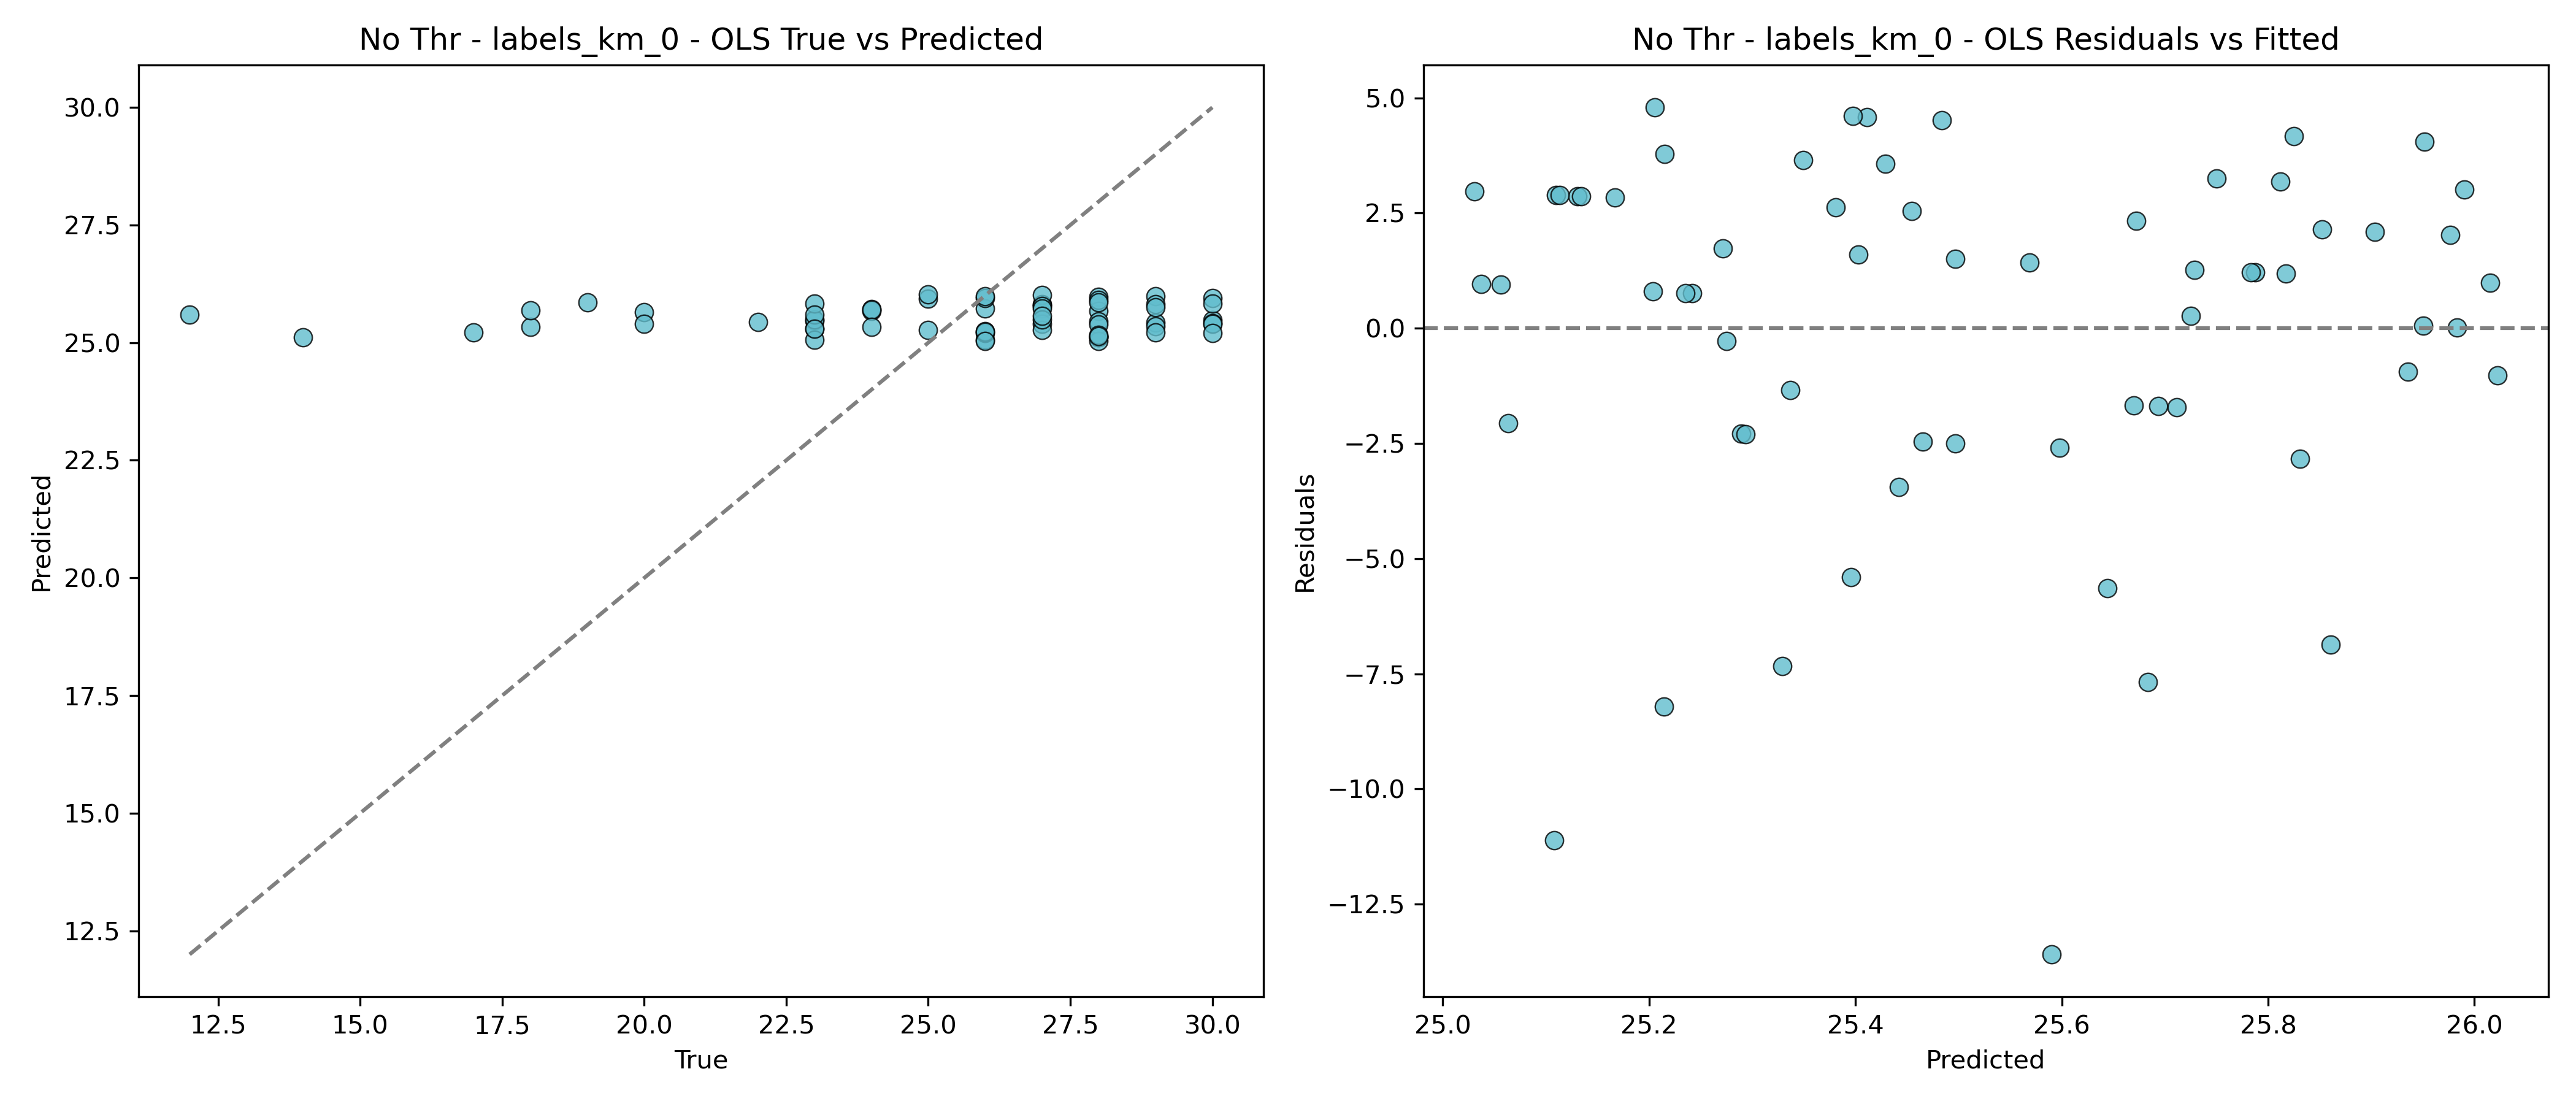 No Thr - labels_km_0 - OLS True vs Predicted
30.0
27.5
25.0
22.5
20.0
17.5
15.0
12.5
Predicted
12.5 15.0 17.5 20.0 22.5 25.0 27.5 30.0
True
No Thr - labels_km_0 - OLS Residuals vs Fitted
5.0
2.5
0.0
−2.5
−5.0
−7.5
−10.0
−12.5
Residuals
25.0 25.2 25.4 25.6 25.8 26.0
Predicted